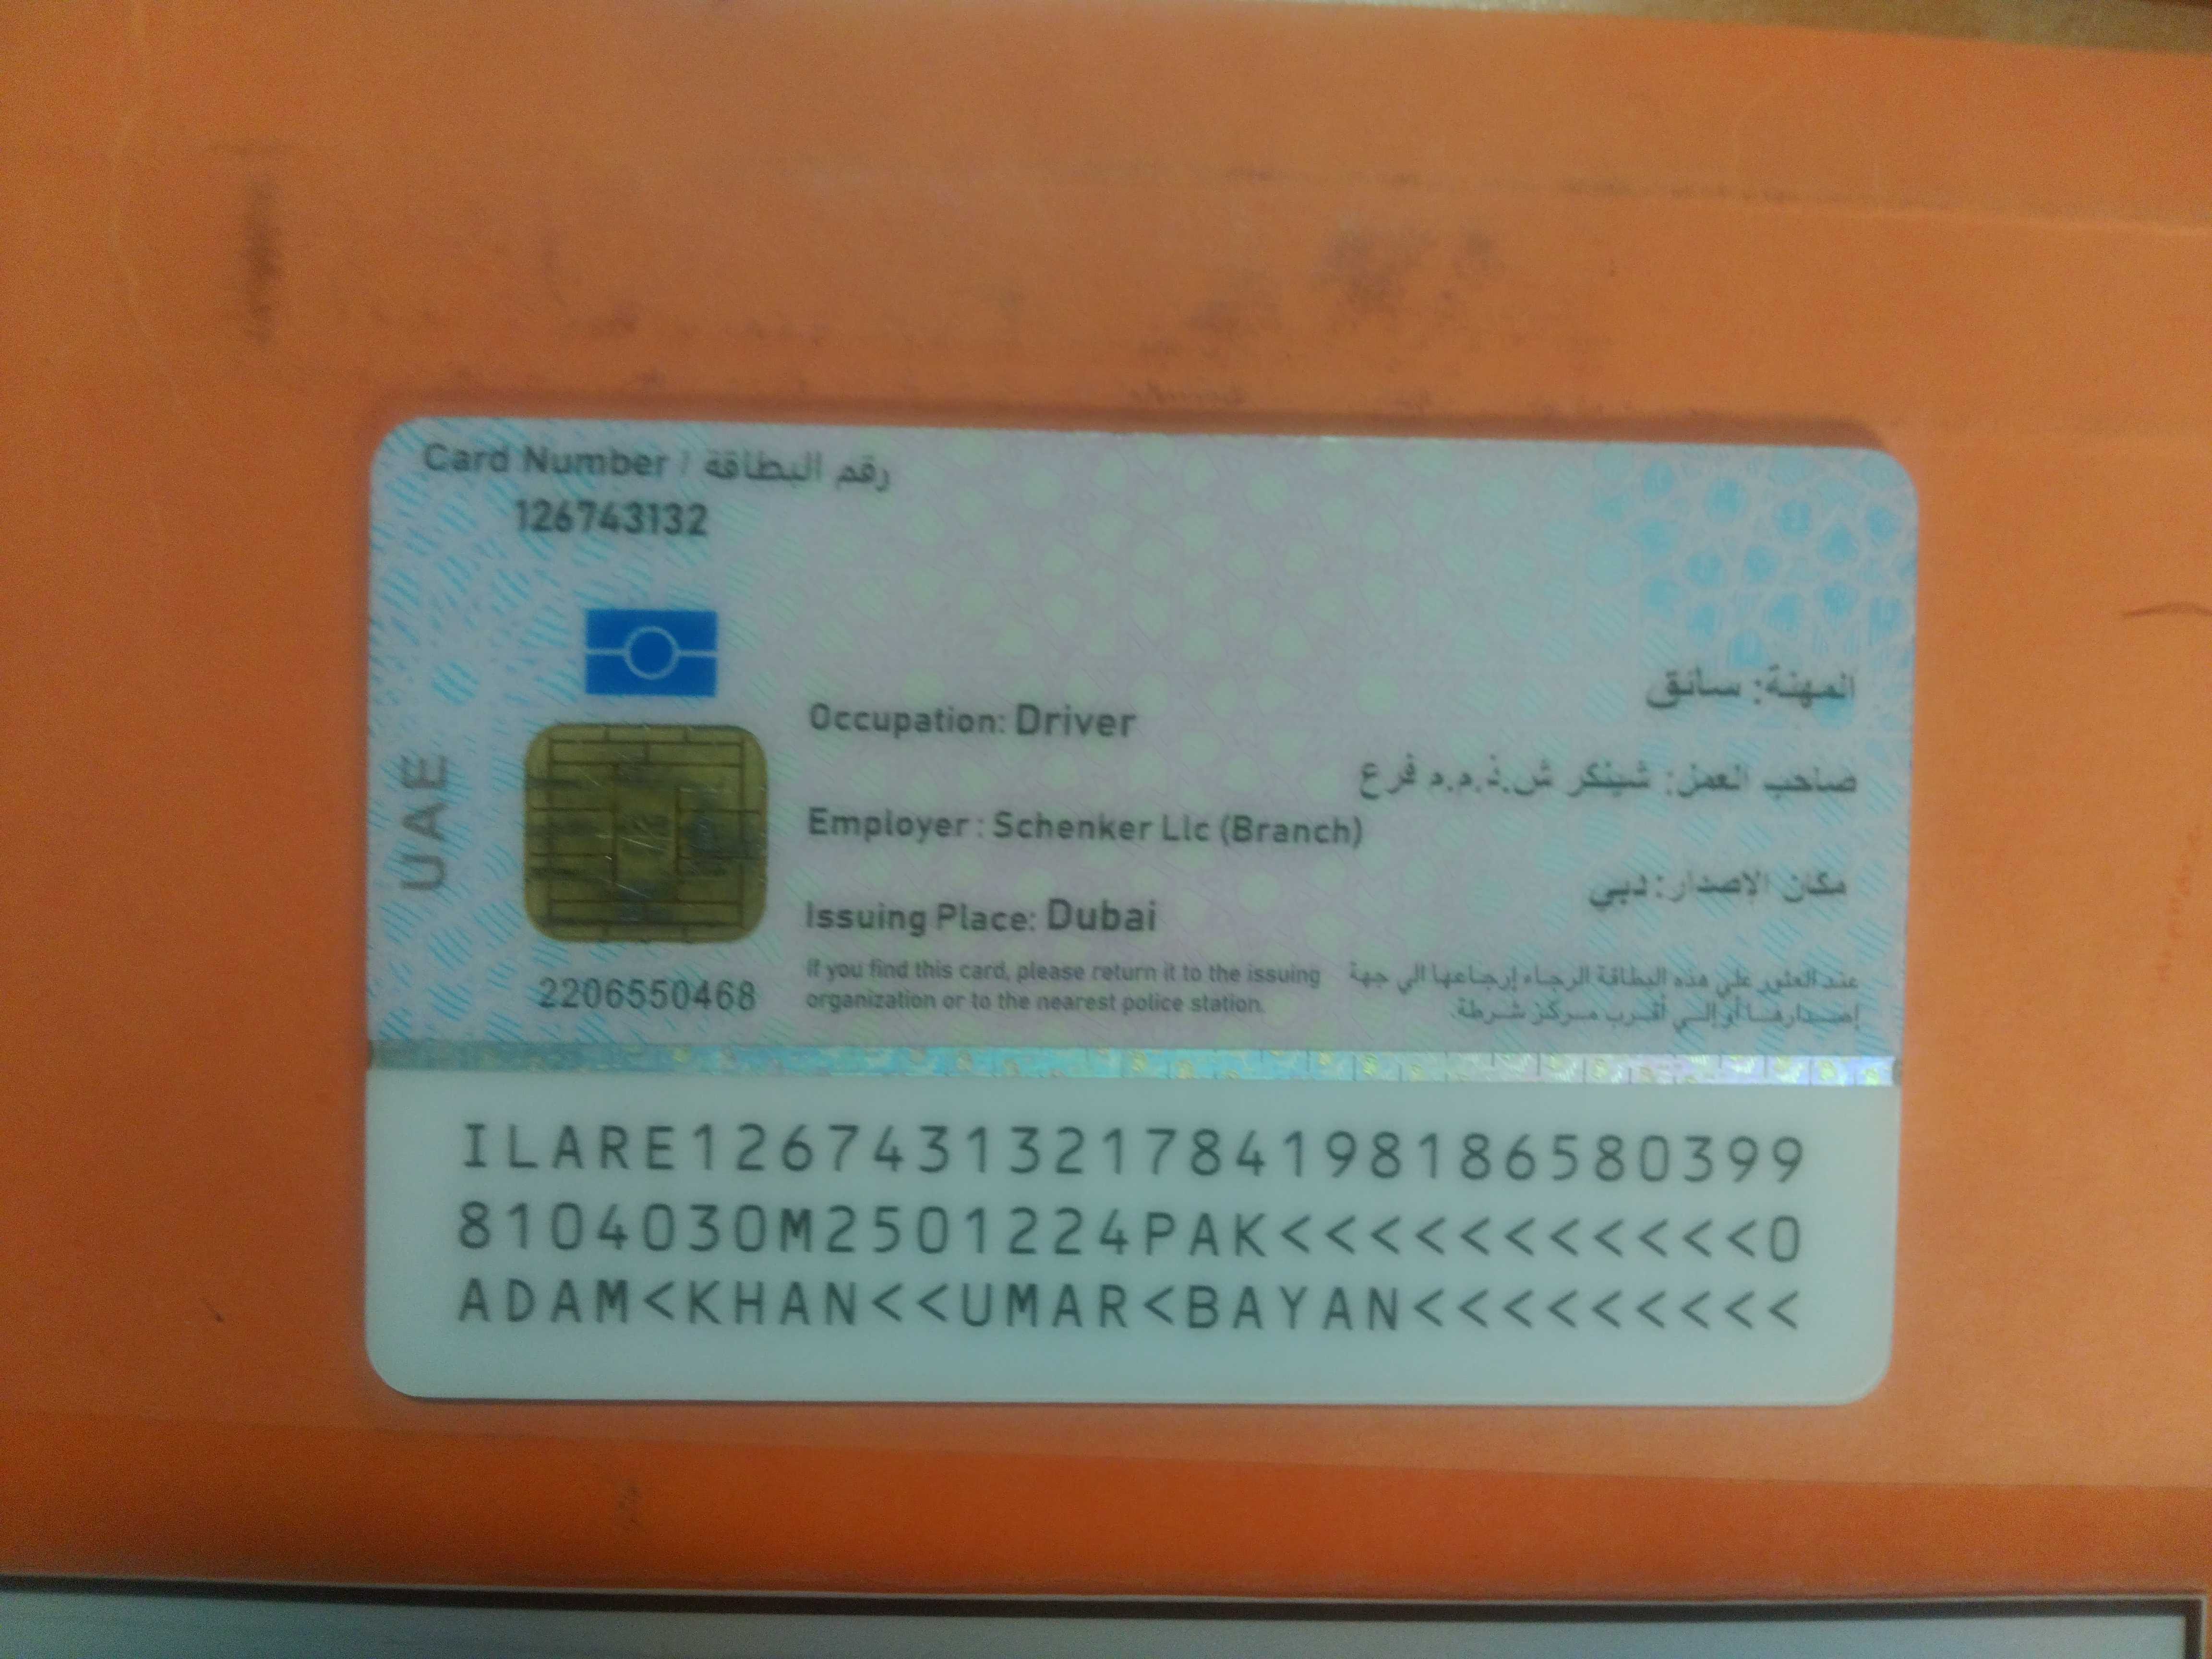 Card Number / رقم البطاقة
126743132
UAE
المهنة: سائق
Occupation: Driver
صاحب العمل: شينكر ش.ذ.م.م فرع
Employer: Schenker Llc (Branch)
مكان الإصدار: دبي
Issuing Place: Dubai
If you find this card, please return it to the issuing
organization or to the nearest police station.
عند العثور علي هذه البطاقة الرجاء إرجاعها الي جهة
إصدارها أو إلي أقرب مركز شرطة.
2206550468
ILARE1267431321784198186580399
8104030M2501224PAK<<<<<<<<<<<0
ADAM<KHAN<<UMAR<BAYAN<<<<<<<<<